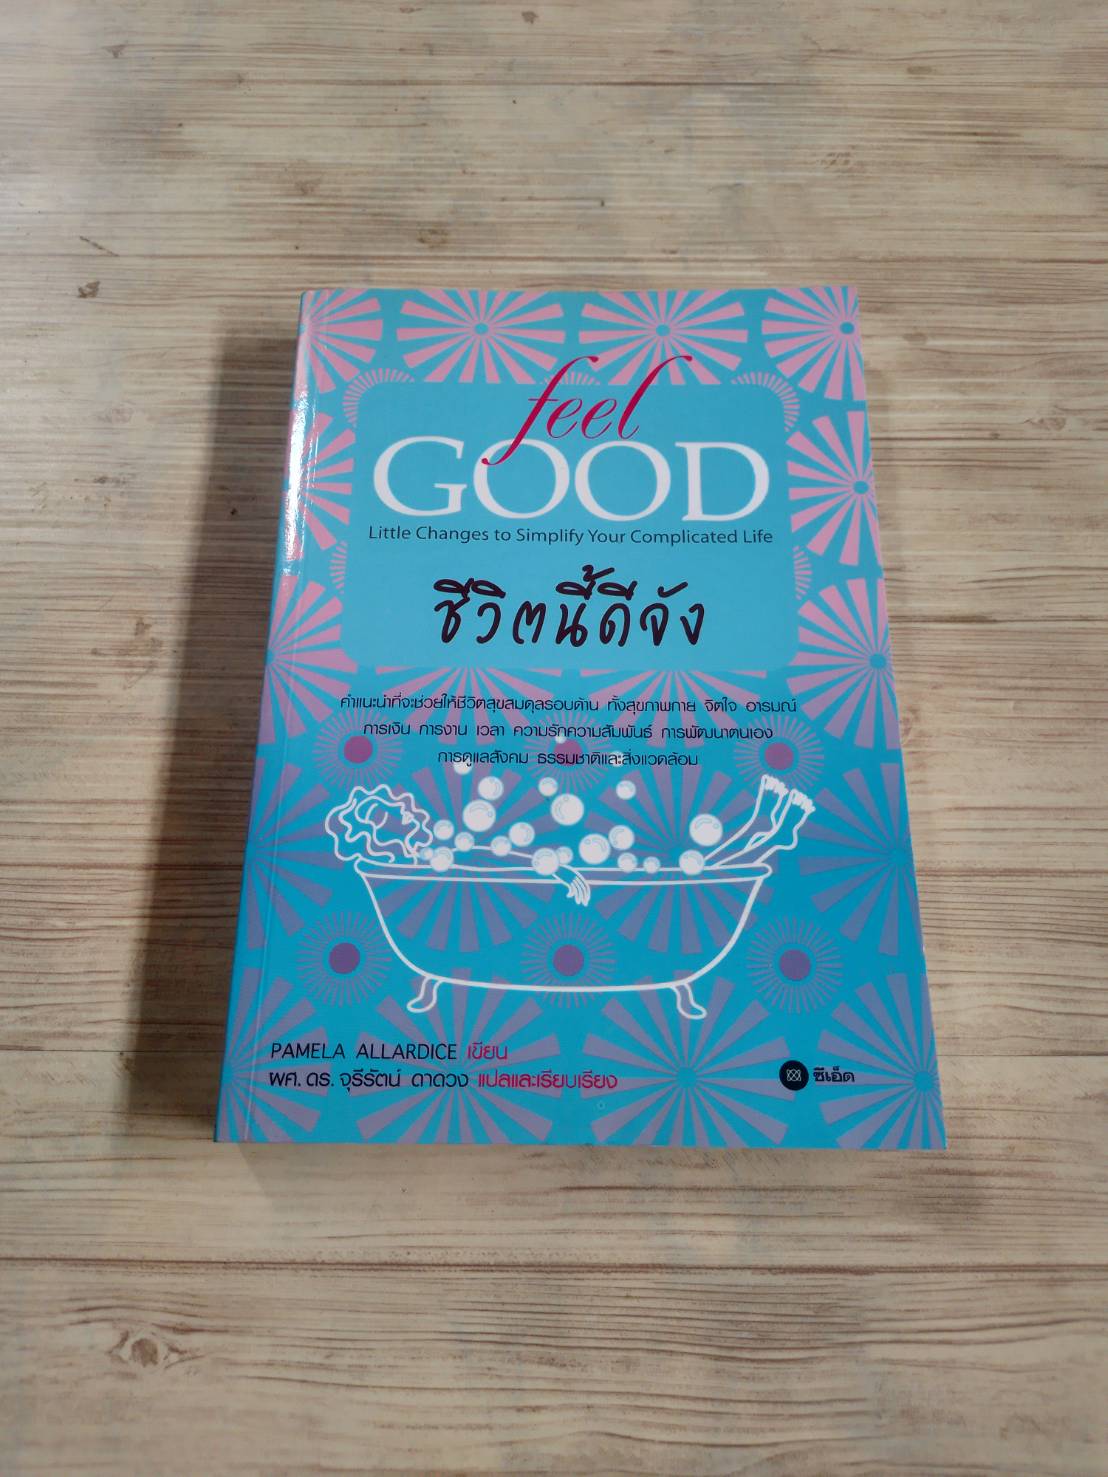 feel
GOOD
Little Changes to Simplify Your Complicated Life
ชีวิตนี้ดีจัง
คำแนะนำที่จะช่วยให้ชีวิตสุขสมดุลรอบด้าน ทั้งสุขภาพกาย จิตใจ อารมณ์
การเงิน การงาน เวลา ความรักความสัมพันธ์ การพัฒนาตนเอง
การดูแลสังคม ธรรมชาติและสิ่งแวดล้อม
PAMELA ALLARDICE เขียน
ผศ. ดร. จุรีรัตน์ ดาดวง แปลและเรียบเรียง
ซีเอ็ด